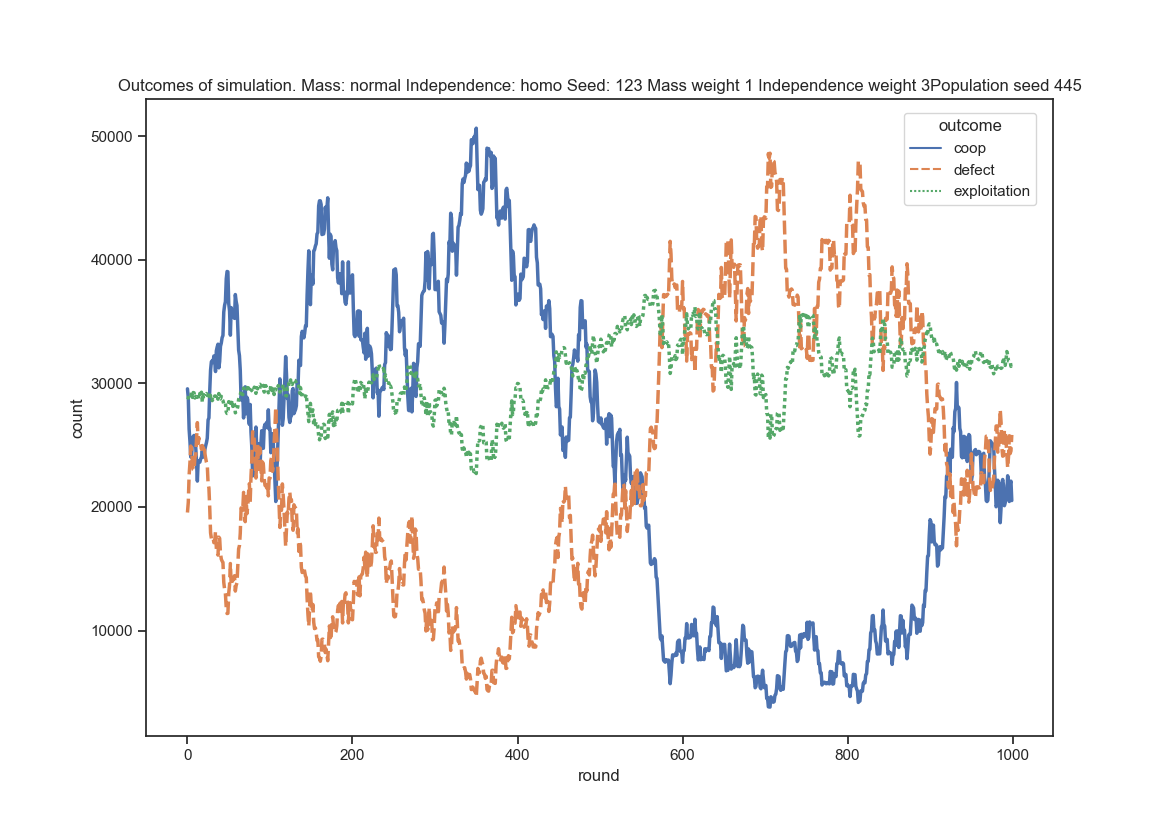 Outcomes of simulation. Mass: normal Independence: homo Seed: 123 Mass weight 1 Independence weight 3Population seed 445
outcome
coop
defect
exploitation
50000
40000
30000
20000
10000
count
0 200 400 600 800 1000
round